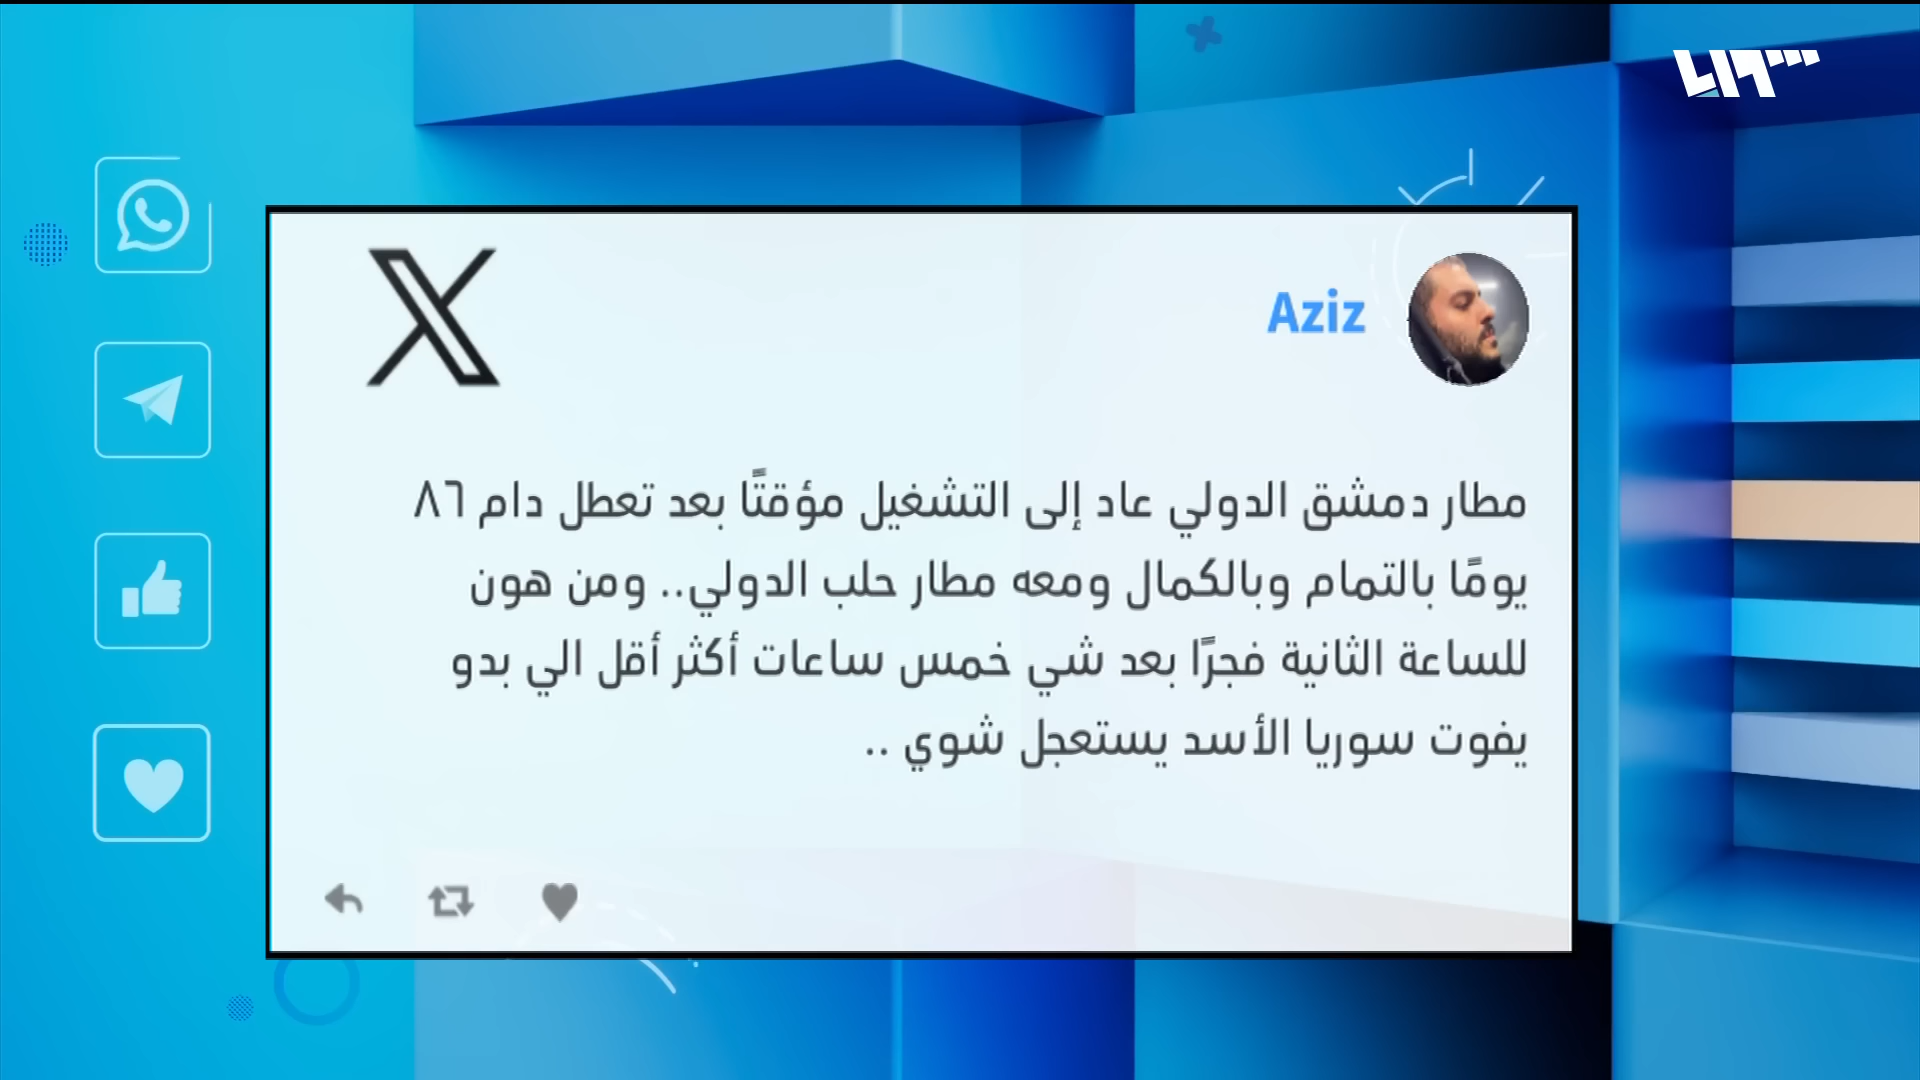 Aziz
مطار دمشق الدولي عاد إلى التشغيل مؤقتًا بعد تعطل دام ٨٦
يومًا بالتمام وبالكمال ومعه مطار حلب الدولي.. ومن هون
للساعة الثانية فجرًا بعد شي خمس ساعات أكثر أقل الي بدو
يفوت سوريا الأسد يستعجل شوي ..